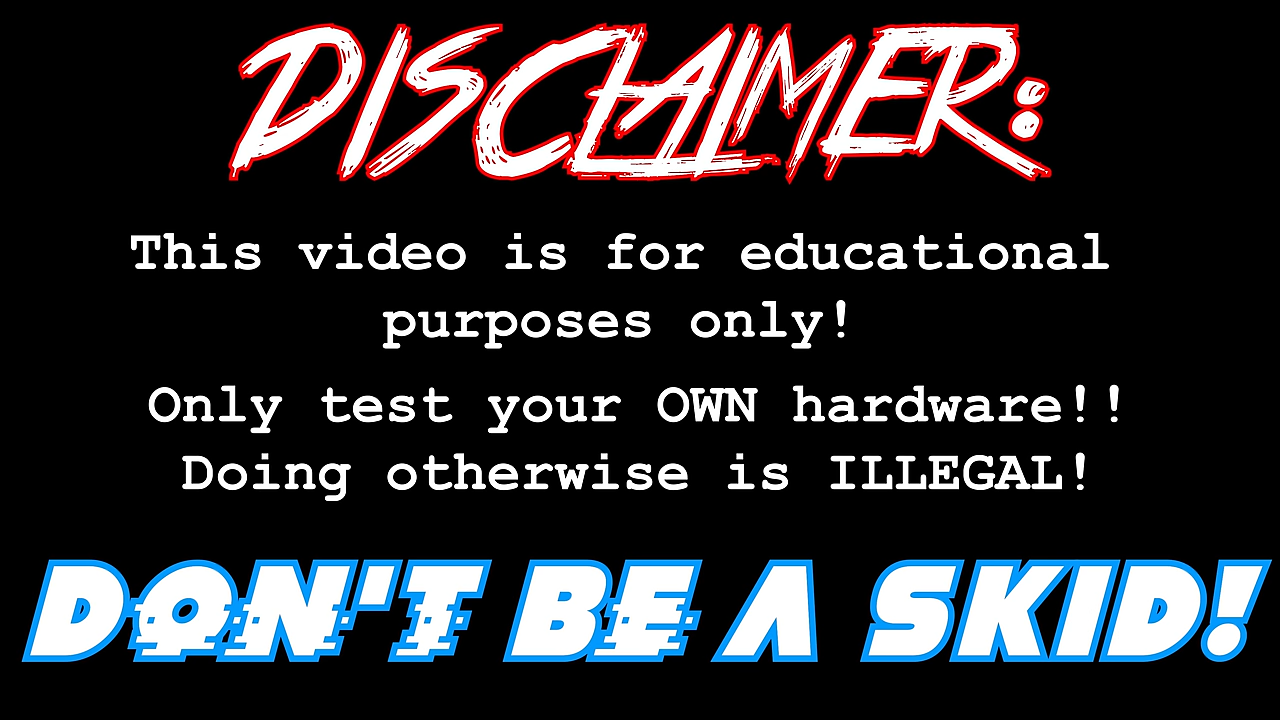 DISCLAIMER:
This video is for educational
purposes only!
Only test your OWN hardware!!
Doing otherwise is ILLEGAL!
DON'T BE A SKID!